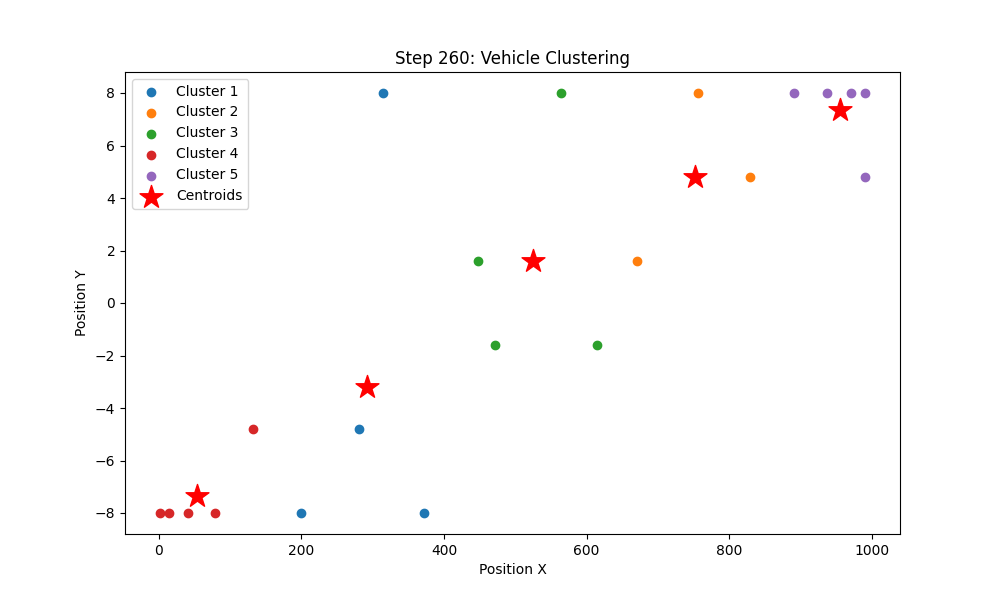 Step 260: Vehicle Clustering
Cluster 1
Cluster 2
Cluster 3
Cluster 4
Cluster 5
Centroids
8
6
4
2
0
−2
−4
−6
−8
Position Y
0
200
400
600
800
1000
Position X